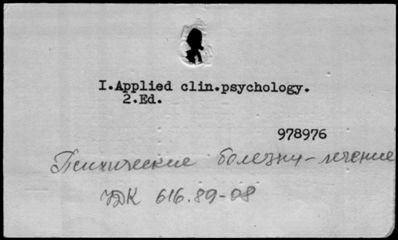 I.Applied clin.psychology.
2.Ed.
978976
Психические болезни-лечение
УДК 616.89-08